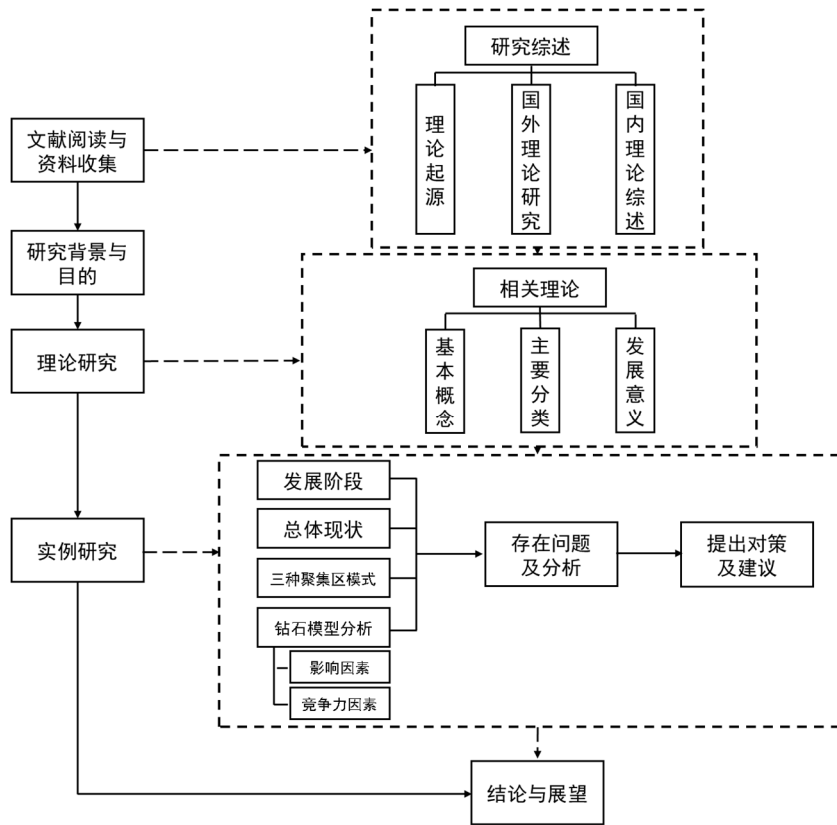 研究综述
理论起源
国外理论研究
国内理论综述
文献阅读与
资料收集
研究背景与
目的
相关理论
理论研究
基本概念
主要分类
发展意义
发展阶段
总体现状
三种聚集区模式
钻石模型分析
影响因素
竞争力因素
实例研究
存在问题
及分析
提出对策
及建议
结论与展望